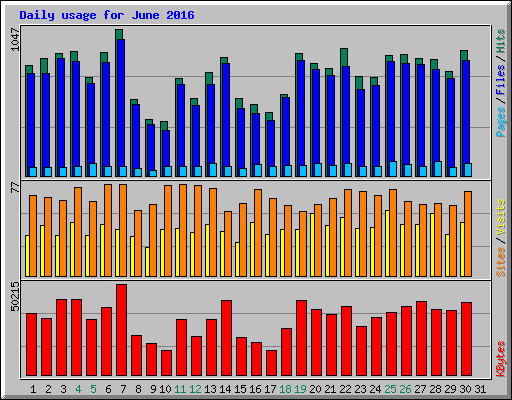 Daily usage for June 2016
1047
Pages / Files / Hits
77
Sites / Visits
50215
KBytes
1 2 3 4 5 6 7 8 9 10 11 12 13 14 15 16 17 18 19 20 21 22 23 24 25 26 27 28 29 30 31